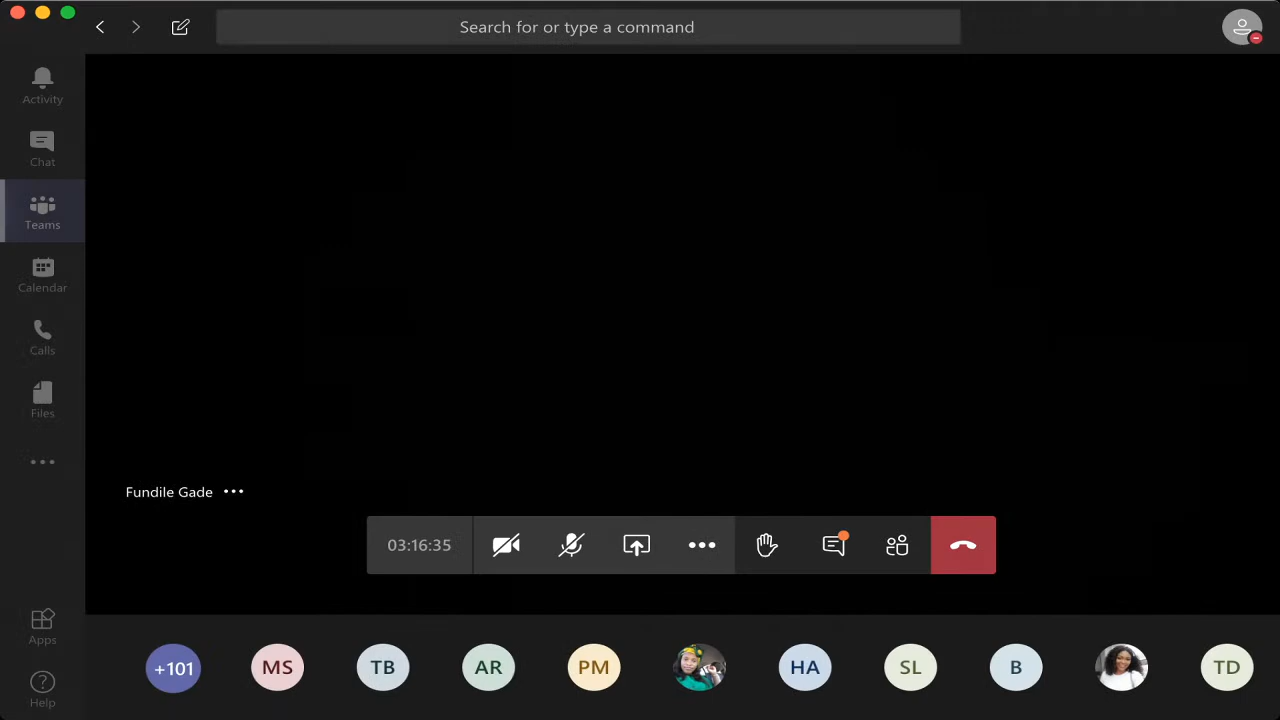 Search for or type a command
Activity
Chat
Teams
Calendar
Calls
Files
Fundile Gade
03:16:35
Apps
Help
+101
MS
TB
AR
PM
HA
SL
B
TD